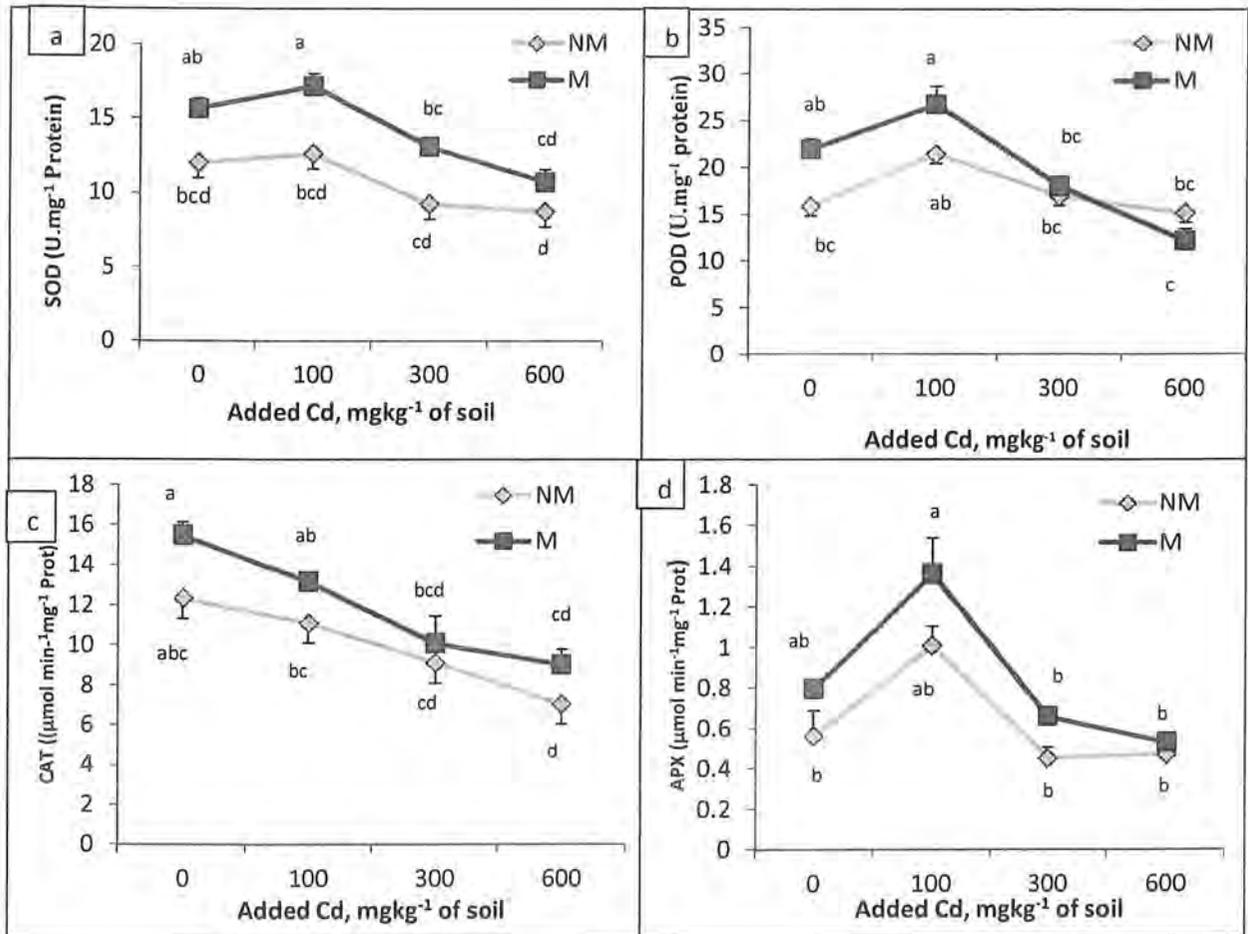 a
SOD (U.mg⁻¹ Protein)
20
15
10
5
0
ab
a
bc
cd
bcd
bcd
cd
d
NM
M
0 100 300 600
Added Cd, mgkg⁻¹ of soil
b
POD (U.mg⁻¹ protein)
40
35
30
25
20
15
10
5
0
ab
a
bc
bc
bc
ab
bc
c
NM
M
0 100 300 600
Added Cd, mgkg⁻¹ of soil
c
CAT ((µmol min-¹mg⁻¹ Prot)
18
16
14
12
10
8
6
4
2
0
a
ab
bcd
cd
abc
bc
cd
d
NM
M
0 100 300 600
Added Cd, mgkg⁻¹ of soil
d
APX (µmol min-¹mg⁻¹ Prot)
1.8
1.6
1.4
1.2
1
0.8
0.6
0.4
0.2
0
ab
a
b
b
b
ab
b
b
NM
M
0 100 300 600
Added Cd, mgkg⁻¹ of soil